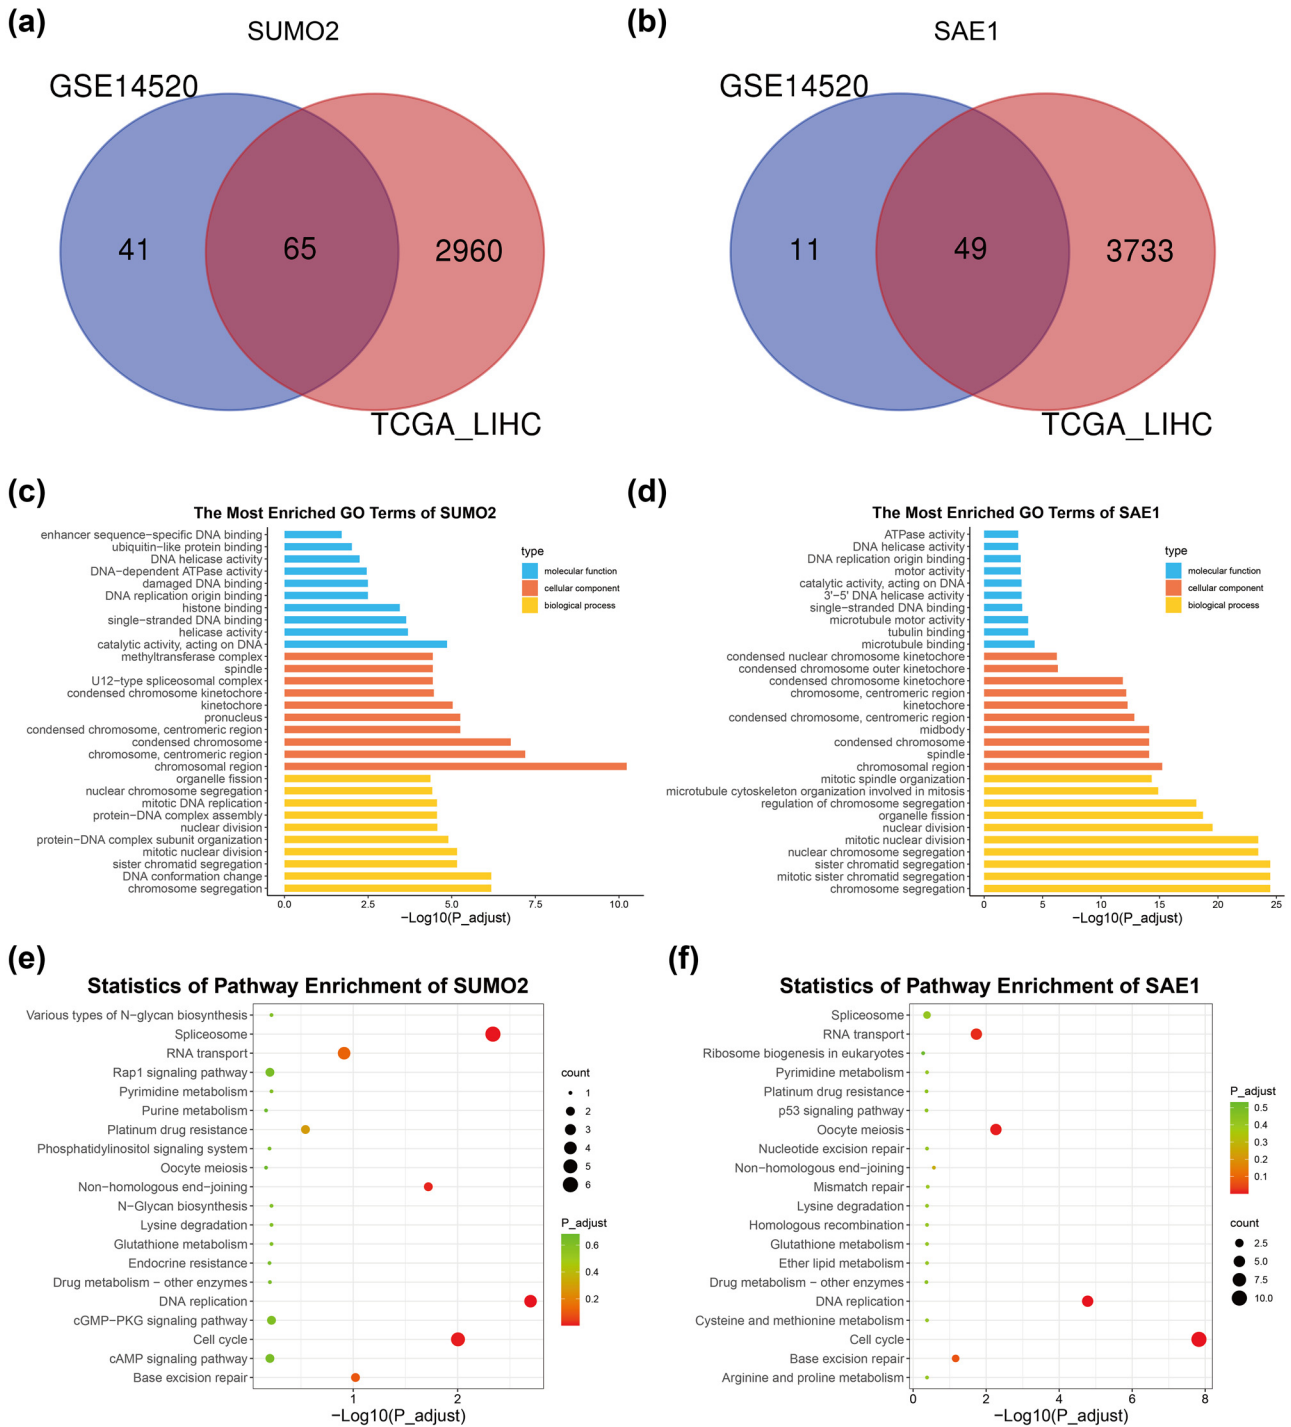 (a)
SUMO2
GSE14520
41
65
2960
TCGA_LIHC
(b)
SAE1
GSE14520
11
49
3733
TCGA_LIHC
(c)
The Most Enriched GO Terms of SUMO2
enhancer sequence−specific DNA binding
ubiquitin−like protein binding
DNA helicase activity
DNA−dependent ATPase activity
damaged DNA binding
DNA replication origin binding
histone binding
single−stranded DNA binding
helicase activity
catalytic activity, acting on DNA
methyltransferase complex
spindle
U12−type spliceosomal complex
condensed chromosome kinetochore
kinetochore
pronucleus
condensed chromosome, centromeric region
condensed chromosome
chromosome, centromeric region
chromosomal region
organelle fission
nuclear chromosome segregation
mitotic DNA replication
protein−DNA complex assembly
nuclear division
protein−DNA complex subunit organization
mitotic nuclear division
sister chromatid segregation
DNA conformation change
chromosome segregation
0.0 2.5 5.0 7.5 10.0
−Log10(P_adjust)
type
molecular function
cellular component
biological process
(d)
The Most Enriched GO Terms of SAE1
ATPase activity
DNA helicase activity
DNA replication origin binding
motor activity
catalytic activity, acting on DNA
3'−5' DNA helicase activity
single−stranded DNA binding
microtubule motor activity
tubulin binding
microtubule binding
condensed nuclear chromosome kinetochore
condensed chromosome outer kinetochore
condensed chromosome kinetochore
chromosome, centromeric region
kinetochore
condensed chromosome, centromeric region
midbody
condensed chromosome
spindle
chromosomal region
mitotic spindle organization
microtubule cytoskeleton organization involved in mitosis
regulation of chromosome segregation
organelle fission
nuclear division
mitotic nuclear division
nuclear chromosome segregation
sister chromatid segregation
mitotic sister chromatid segregation
chromosome segregation
0 5 10 15 20 25
−Log10(P_adjust)
type
molecular function
cellular component
biological process
(e)
Statistics of Pathway Enrichment of SUMO2
Various types of N−glycan biosynthesis
Spliceosome
RNA transport
Rap1 signaling pathway
Pyrimidine metabolism
Purine metabolism
Platinum drug resistance
Phosphatidylinositol signaling system
Oocyte meiosis
Non−homologous end−joining
N−Glycan biosynthesis
Lysine degradation
Glutathione metabolism
Endocrine resistance
Drug metabolism − other enzymes
DNA replication
cGMP−PKG signaling pathway
Cell cycle
cAMP signaling pathway
Base excision repair
1 2
−Log10(P_adjust)
count
1
2
3
4
5
6
P_adjust
0.6
0.4
0.2
(f)
Statistics of Pathway Enrichment of SAE1
Spliceosome
RNA transport
Ribosome biogenesis in eukaryotes
Pyrimidine metabolism
Platinum drug resistance
p53 signaling pathway
Oocyte meiosis
Nucleotide excision repair
Non−homologous end−joining
Mismatch repair
Lysine degradation
Homologous recombination
Glutathione metabolism
Ether lipid metabolism
Drug metabolism − other enzymes
DNA replication
Cysteine and methionine metabolism
Cell cycle
Base excision repair
Arginine and proline metabolism
0 2 4 6 8
−Log10(P_adjust)
P_adjust
0.5
0.4
0.3
0.2
0.1
count
2.5
5.0
7.5
10.0